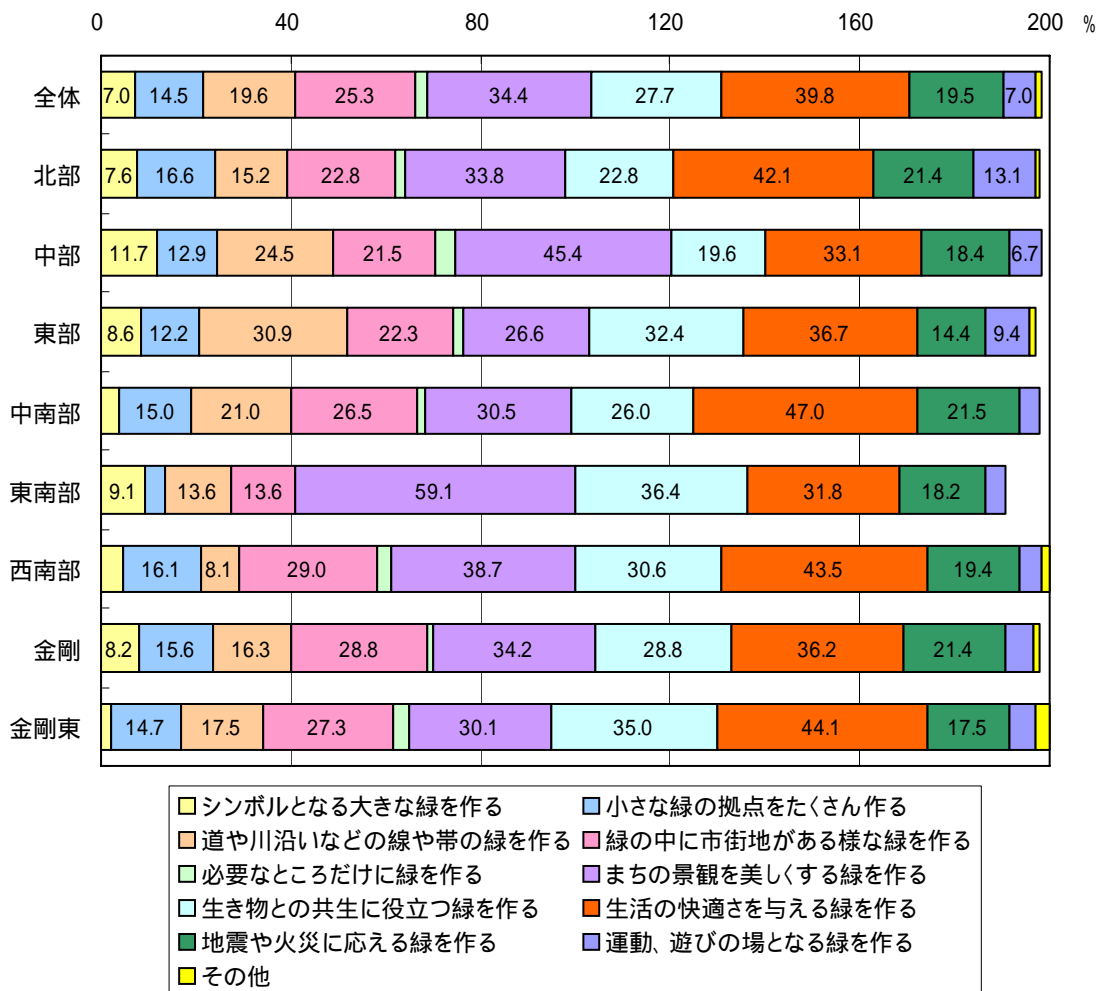 0 40 80 120 160 200 %
全体 7.0 14.5 19.6 25.3 34.4 27.7 39.8 19.5 7.0
北部 7.6 16.6 15.2 22.8 33.8 22.8 42.1 21.4 13.1
中部 11.7 12.9 24.5 21.5 45.4 19.6 33.1 18.4 6.7
東部 8.6 12.2 30.9 22.3 26.6 32.4 36.7 14.4 9.4
中南部 15.0 21.0 26.5 30.5 26.0 47.0 21.5
東南部 9.1 13.6 13.6 59.1 36.4 31.8 18.2
西南部 16.1 8.1 29.0 38.7 30.6 43.5 19.4
金剛 8.2 15.6 16.3 28.8 34.2 28.8 36.2 21.4
金剛東 14.7 17.5 27.3 30.1 35.0 44.1 17.5
シンボルとなる大きな緑を作る 小さな緑の拠点をたくさん作る
道や川沿いなどの線や帯の緑を作る 緑の中に市街地がある様な緑を作る
必要なところだけに緑を作る まちの景観を美しくする緑を作る
生き物との共生に役立つ緑を作る 生活の快適さを与える緑を作る
地震や火災に応える緑を作る 運動、遊びの場となる緑を作る
その他